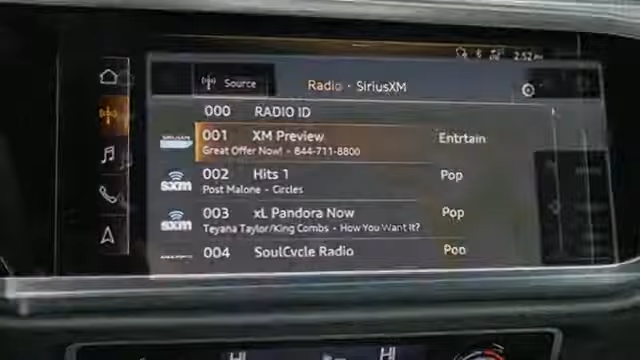 2:52
Source
Radio - SiriusXM
000 RADIO ID
001 XM Preview Entrtain
Great Offer Now! - 844-711-8800
sxm 002 Hits 1 Pop
Post Malone - Circles
sxm 003 xL Pandora Now Pop
Teyana Taylor/King Combs - How You Want It?
004 SoulCycle Radio Pop
HI HI